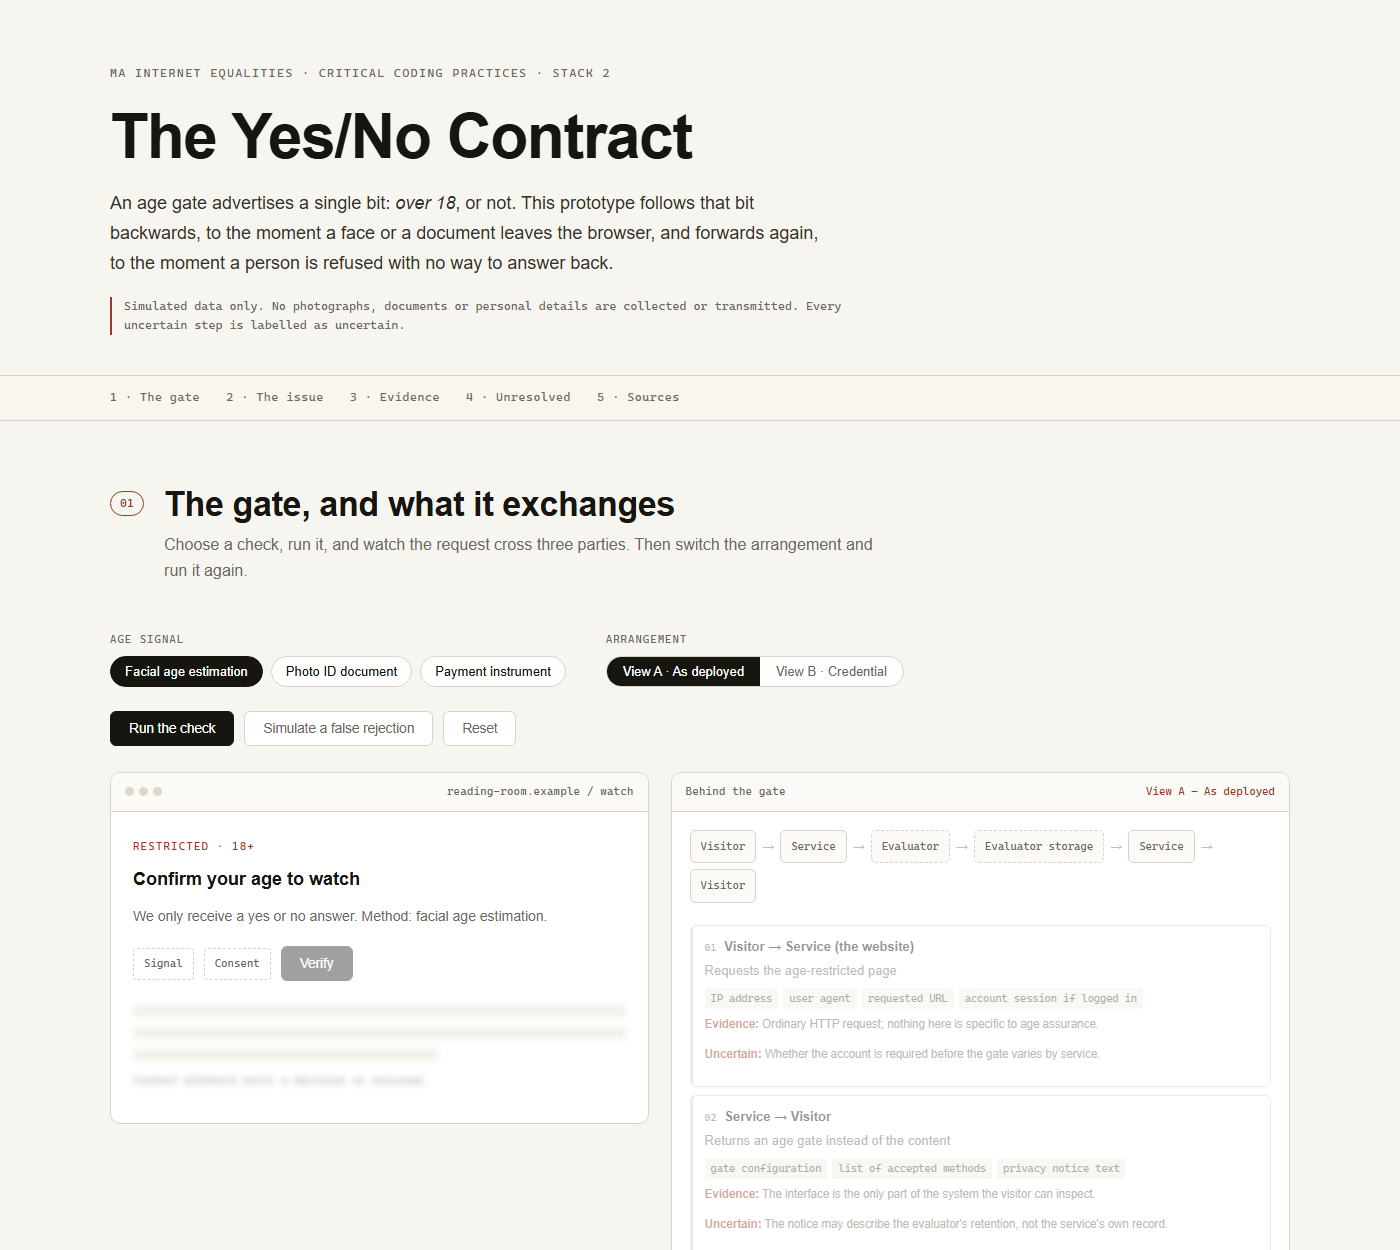 MA INTERNET EQUALITIES · CRITICAL CODING PRACTICES · STACK 2
The Yes/No Contract
An age gate advertises a single bit: over 18, or not. This prototype follows that bit
backwards, to the moment a face or a document leaves the browser, and forwards again,
to the moment a person is refused with no way to answer back.
Simulated data only. No photographs, documents or personal details are collected or transmitted. Every
uncertain step is labelled as uncertain.
1 · The gate 2 · The issue 3 · Evidence 4 · Unresolved 5 · Sources
01 The gate, and what it exchanges
Choose a check, run it, and watch the request cross three parties. Then switch the arrangement and
run it again.
AGE SIGNAL
Facial age estimation Photo ID document Payment instrument
ARRANGEMENT
View A · As deployed View B · Credential
Run the check Simulate a false rejection Reset
reading-room.example / watch
RESTRICTED · 18+
Confirm your age to watch
We only receive a yes or no answer. Method: facial age estimation.
Signal Consent Verify
Content withheld until a decision is returned
Behind the gate View A — As deployed
Visitor → Service → Evaluator → Evaluator storage → Service →
Visitor
01 Visitor → Service (the website)
Requests the age-restricted page
IP address user agent requested URL account session if logged in
Evidence: Ordinary HTTP request; nothing here is specific to age assurance.
Uncertain: Whether the account is required before the gate varies by service.
02 Service → Visitor
Returns an age gate instead of the content
gate configuration list of accepted methods privacy notice text
Evidence: The interface is the only part of the system the visitor can inspect.
Uncertain: The notice may describe the evaluator's retention, not the service's own record.